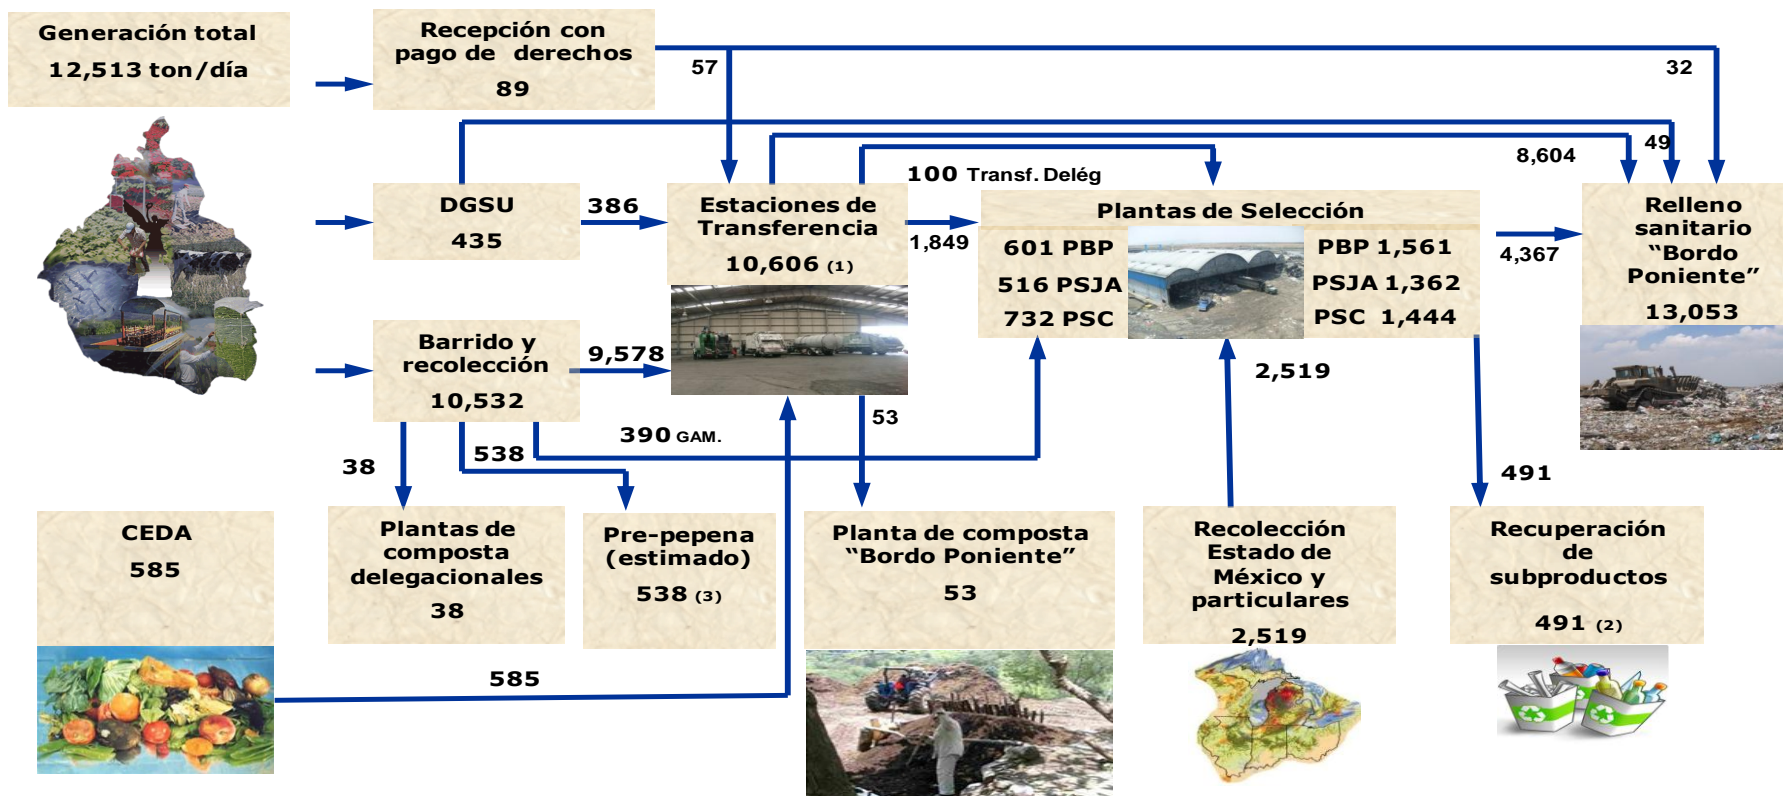 Generación total
12,513 ton/día
Recepción con
pago de derechos
89
57
32
DGSU
435
386
Estaciones de
Transferencia
10,606 (1)
100 Transf. Delég
1,849
Plantas de Selección
601 PBP
516 PSJA
732 PSC
PBP 1,561
PSJA 1,362
PSC 1,444
8,604
49
4,367
Relleno
sanitario
“Bordo
Poniente”
13,053
Barrido y
recolección
10,532
9,578
390 GAM.
53
2,519
491
38
538
CEDA
585
585
Plantas de
composta
delegacionales
38
Pre-pepena
(estimado)
538 (3)
Planta de composta
“Bordo Poniente”
53
Recolección
Estado de
México y
particulares
2,519
Recuperación
de
subproductos
491 (2)